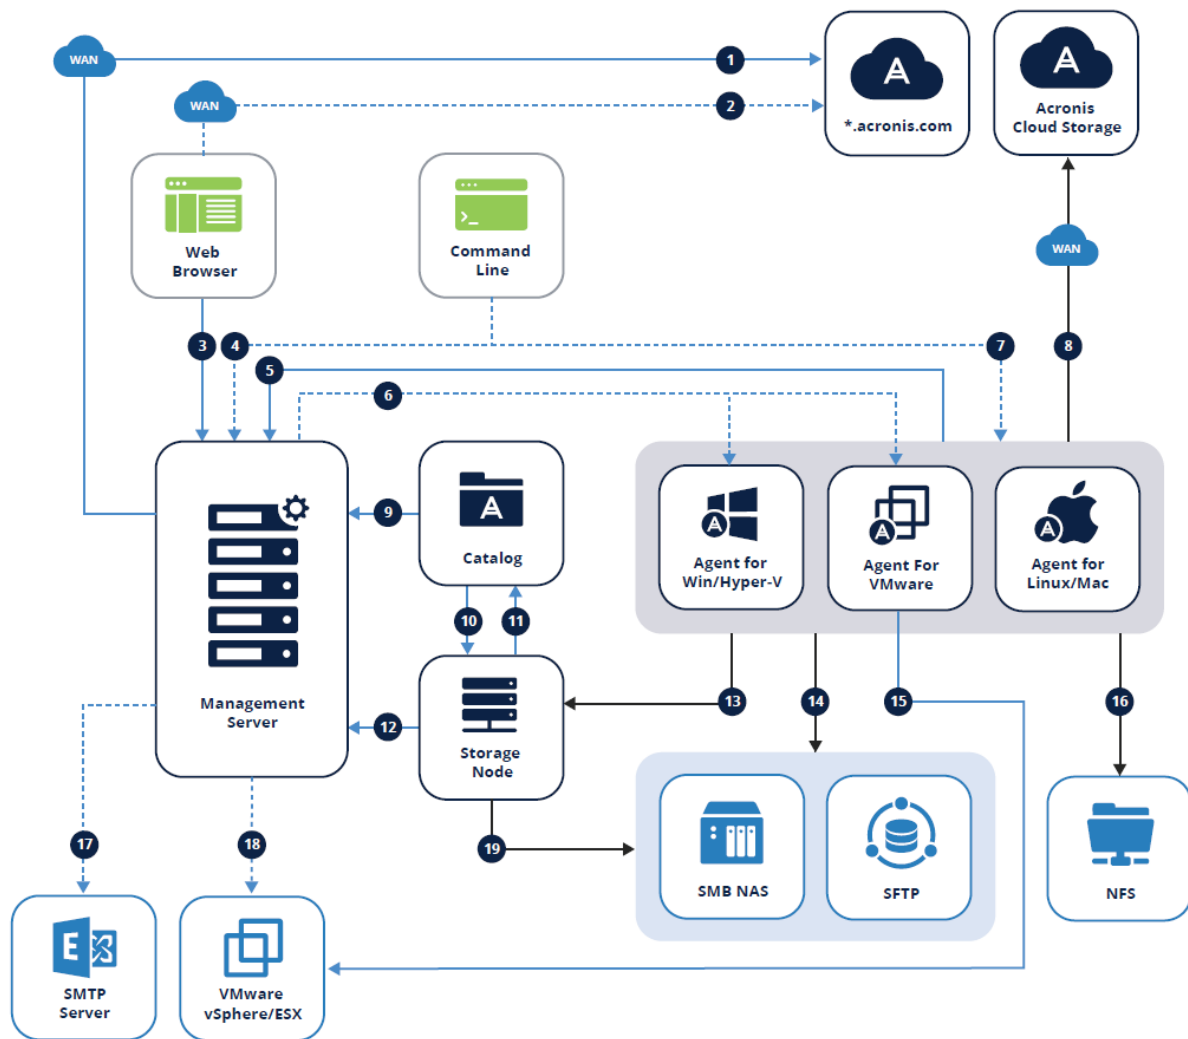 WAN
1
WAN
2
*.acronis.com
Acronis
Cloud Storage
Web
Browser
Command
Line
WAN
3
4
5
6
7
8
9
Catalog
Agent for
Win/Hyper-V
Agent For
VMware
Agent for
Linux/Mac
10
11
Management
Server
12
Storage
Node
13
14
15
16
17
18
19
SMB NAS
SFTP
NFS
E
SMTP
Server
VMware
vSphere/ESX